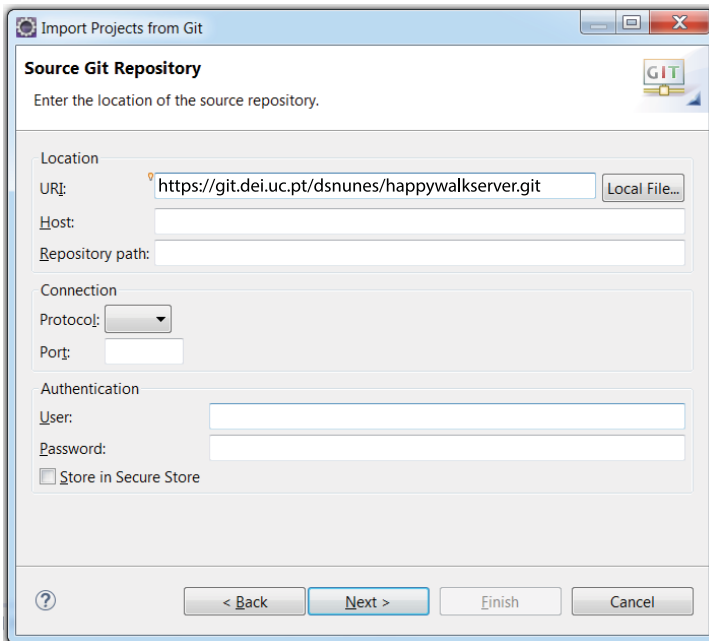 Import Projects from Git
Source Git Repository
Enter the location of the source repository.
GIT
Location
URI: https://git.dei.uc.pt/dsnunes/happywalkserver.git Local File...
Host:
Repository path:
Connection
Protocol:
Port:
Authentication
User:
Password:
Store in Secure Store
? < Back Next > Finish Cancel